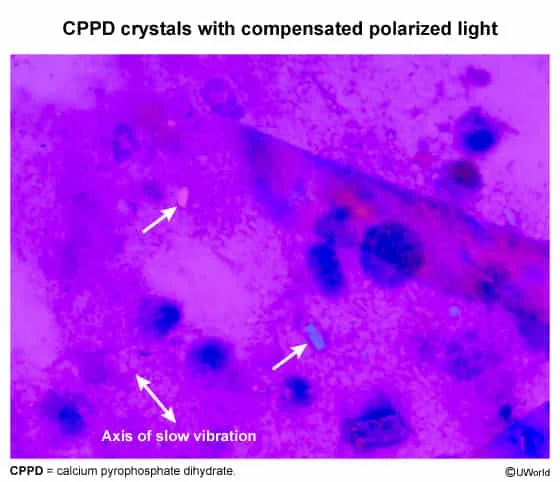 CPPD crystals with compensated polarized light
Axis of slow vibration
CPPD = calcium pyrophosphate dihydrate.
©UWorld